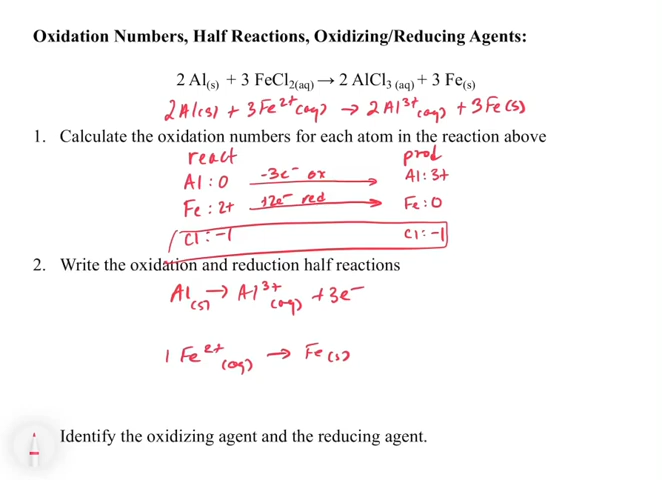 Oxidation Numbers, Half Reactions, Oxidizing/Reducing Agents:
2 Al(s) + 3 FeCl2(aq) → 2 AlCl3 (aq) + 3 Fe(s)
2Al(s) + 3Fe2+(aq) → 2Al3+(aq) + 3Fe(s)
1. Calculate the oxidation numbers for each atom in the reaction above
react prod
Al: 0 -3e- ox Al: 3+
Fe: 2+ +2e- red Fe: 0
Cl: -1 Cl: -1
2. Write the oxidation and reduction half reactions
Al(s) → Al3+(aq) + 3e-
1 Fe2+(aq) → Fe(s)
Identify the oxidizing agent and the reducing agent.